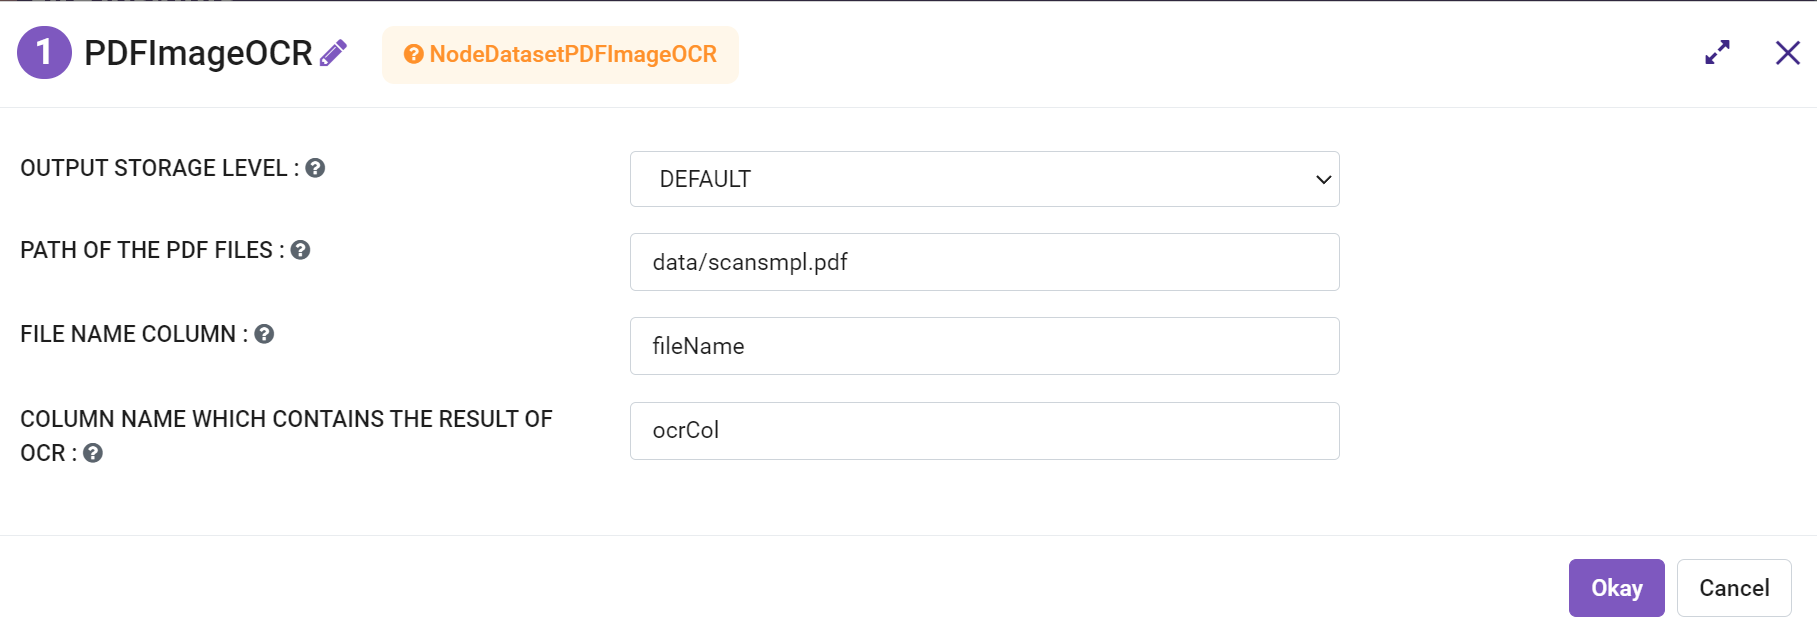 1 PDFImageOCR NodeDatasetPDFImageOCR
OUTPUT STORAGE LEVEL :
DEFAULT
PATH OF THE PDF FILES :
data/scansmpl.pdf
FILE NAME COLUMN :
fileName
COLUMN NAME WHICH CONTAINS THE RESULT OF
OCR :
ocrCol
Okay Cancel